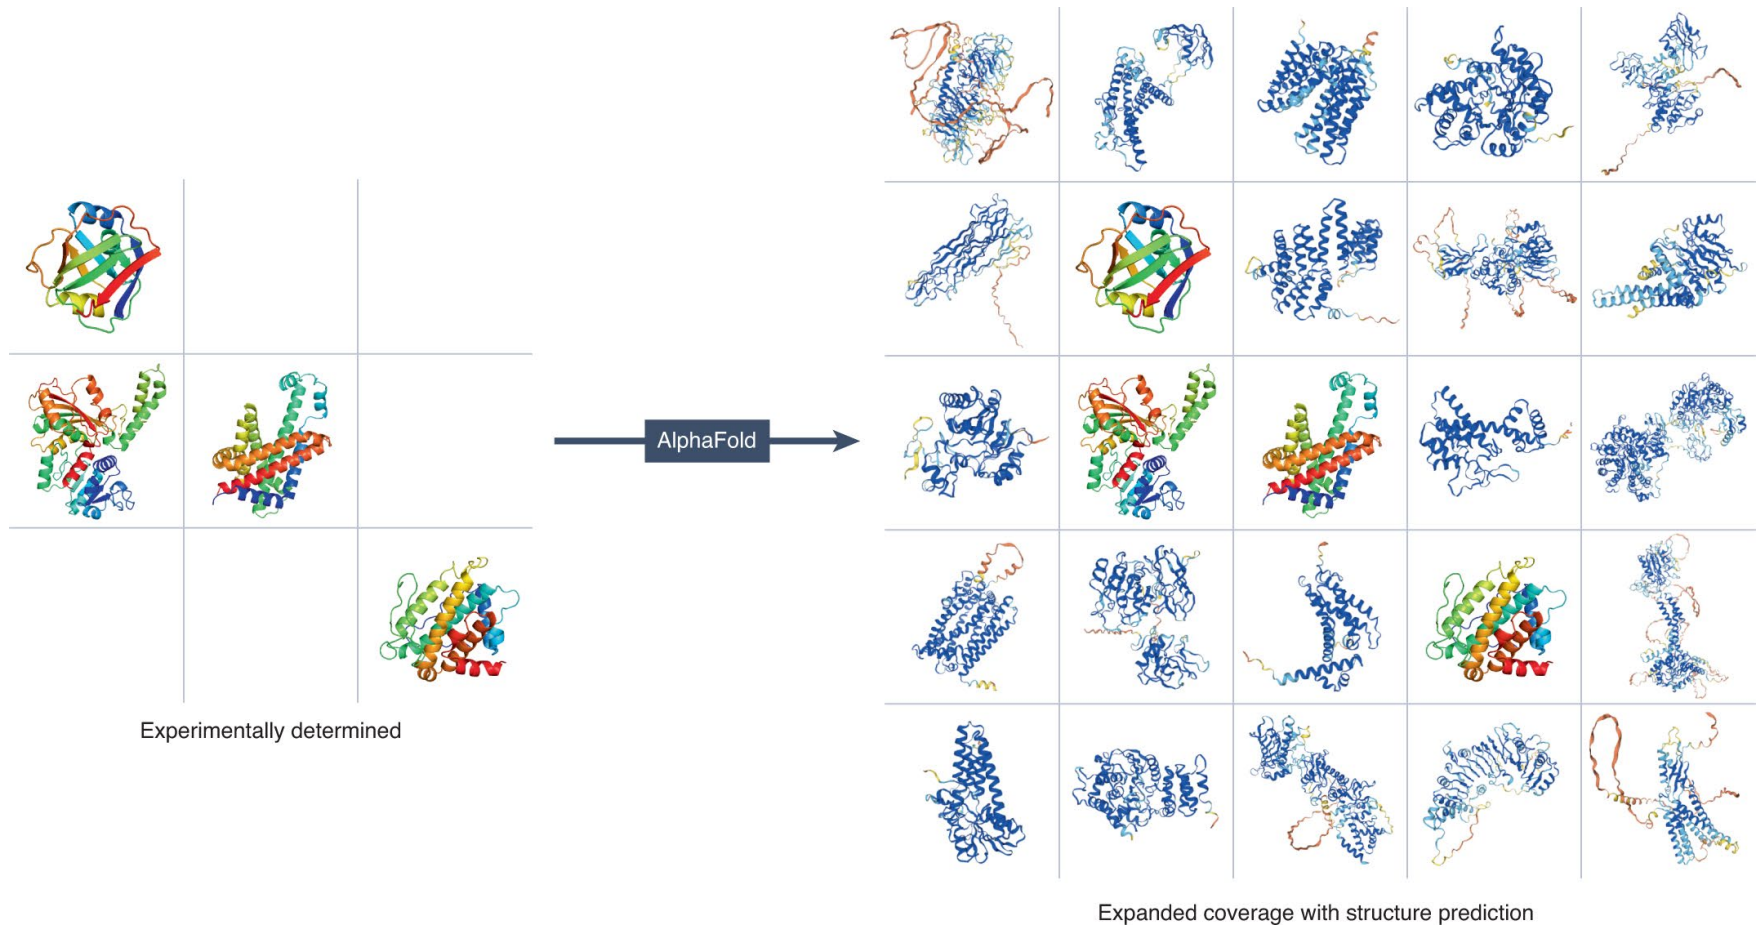 AlphaFold
Experimentally determined
Expanded coverage with structure prediction